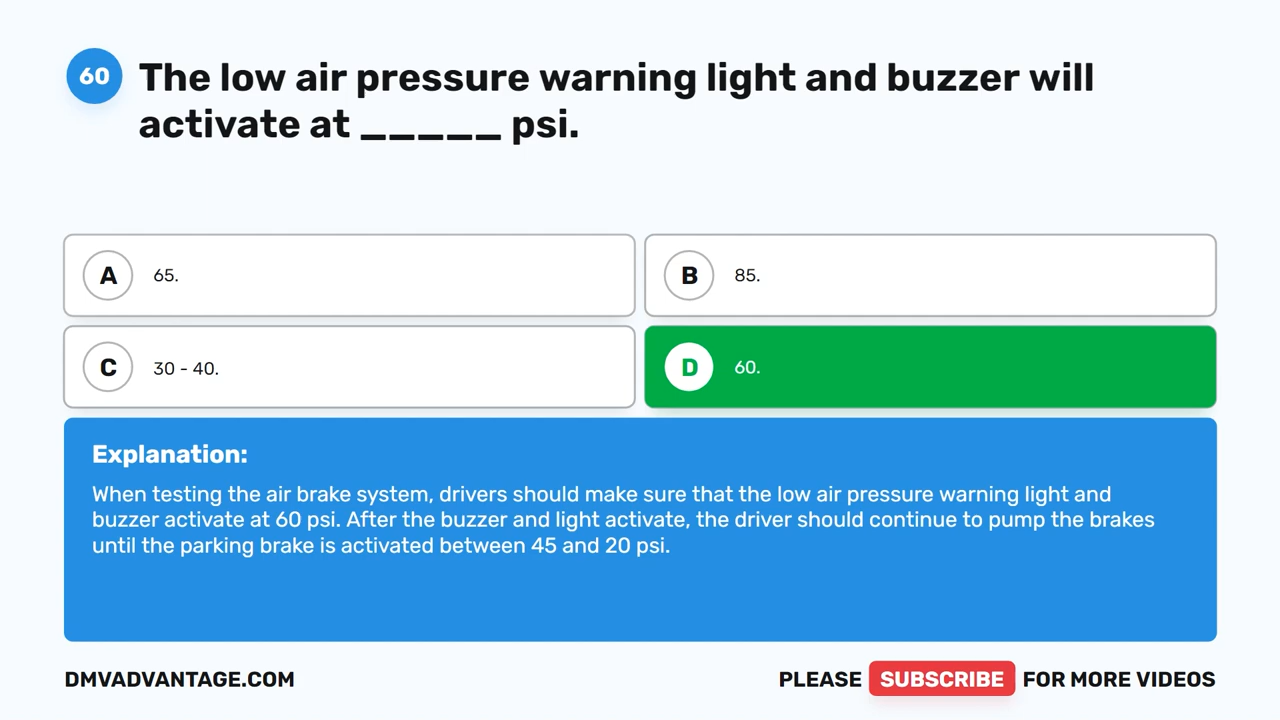 60
The low air pressure warning light and buzzer will
activate at _____ psi.
A 65.
B 85.
C 30 - 40.
D 60.
Explanation:
When testing the air brake system, drivers should make sure that the low air pressure warning light and
buzzer activate at 60 psi. After the buzzer and light activate, the driver should continue to pump the brakes
until the parking brake is activated between 45 and 20 psi.
DMVADVANTAGE.COM
PLEASE SUBSCRIBE FOR MORE VIDEOS